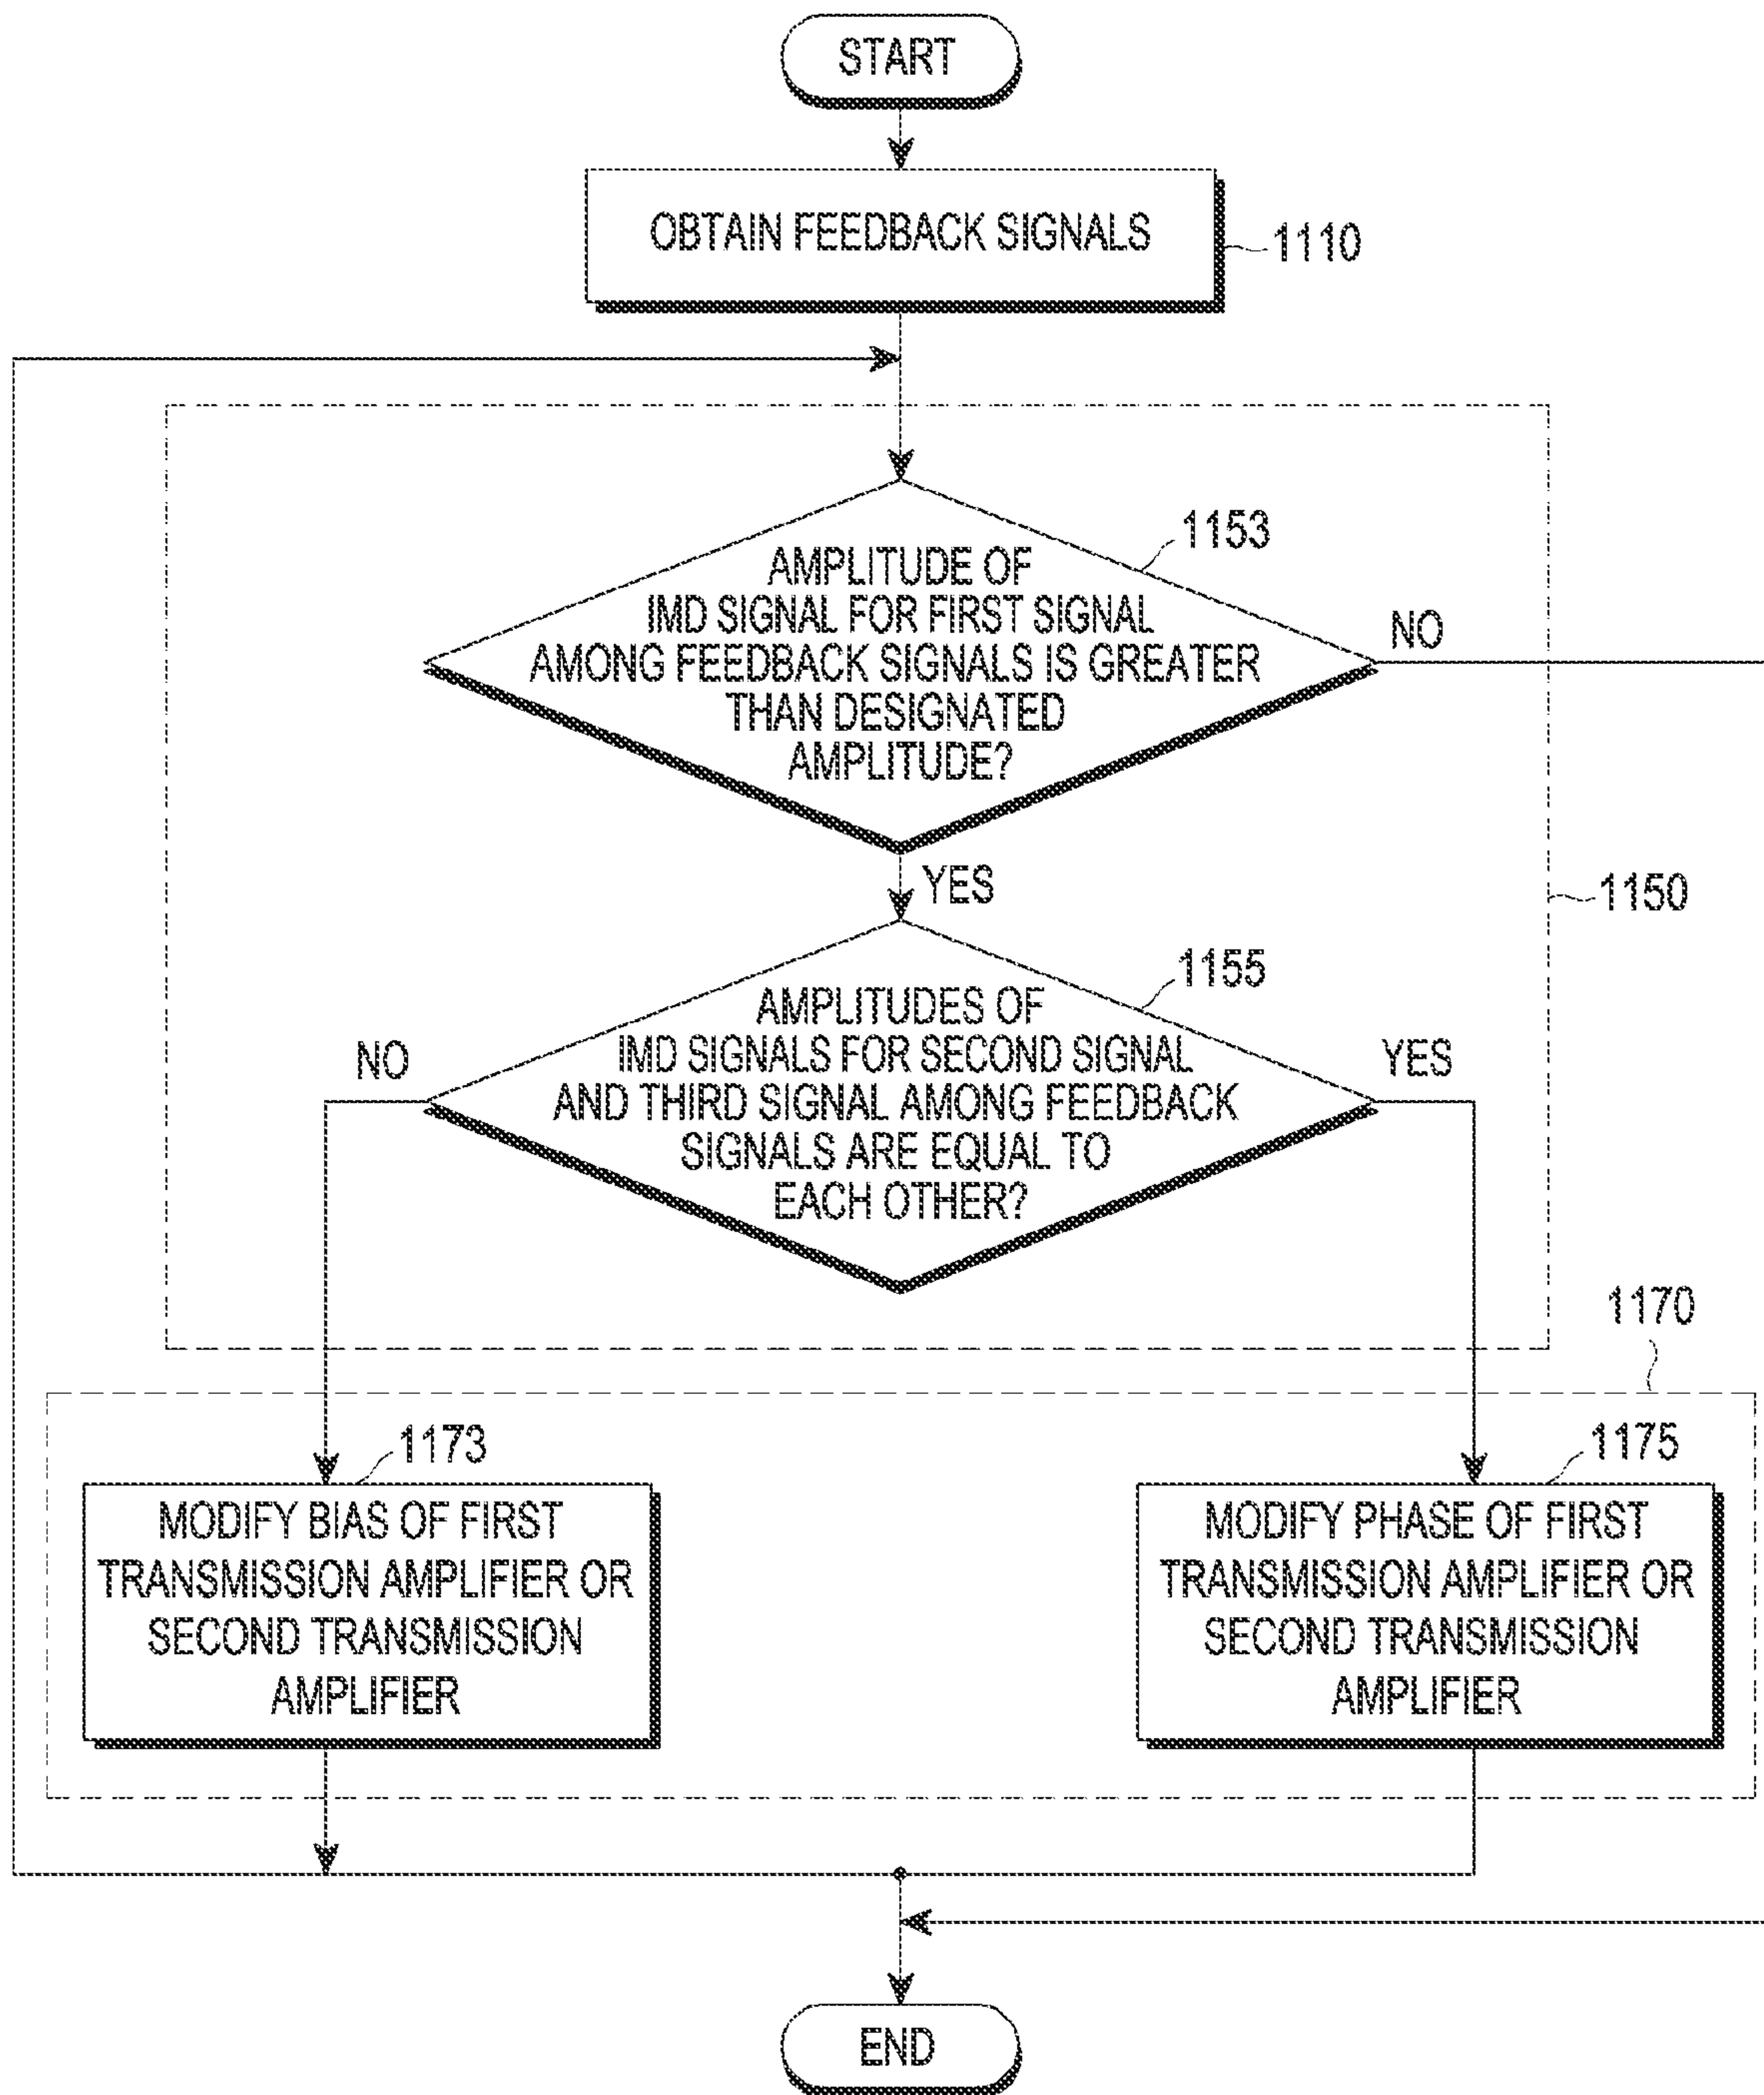 START
OBTAIN FEEDBACK SIGNALS
1110
1153
AMPLITUDE OF
IMD SIGNAL FOR FIRST SIGNAL
AMONG FEEDBACK SIGNALS IS GREATER
THAN DESIGNATED
AMPLITUDE?
NO
YES
1150
1155
AMPLITUDES OF
IMD SIGNALS FOR SECOND SIGNAL
AND THIRD SIGNAL AMONG FEEDBACK
SIGNALS ARE EQUAL TO
EACH OTHER?
NO
YES
1170
1173
MODIFY BIAS OF FIRST
TRANSMISSION AMPLIFIER OR
SECOND TRANSMISSION
AMPLIFIER
1175
MODIFY PHASE OF FIRST
TRANSMISSION AMPLIFIER OR
SECOND TRANSMISSION
AMPLIFIER
END